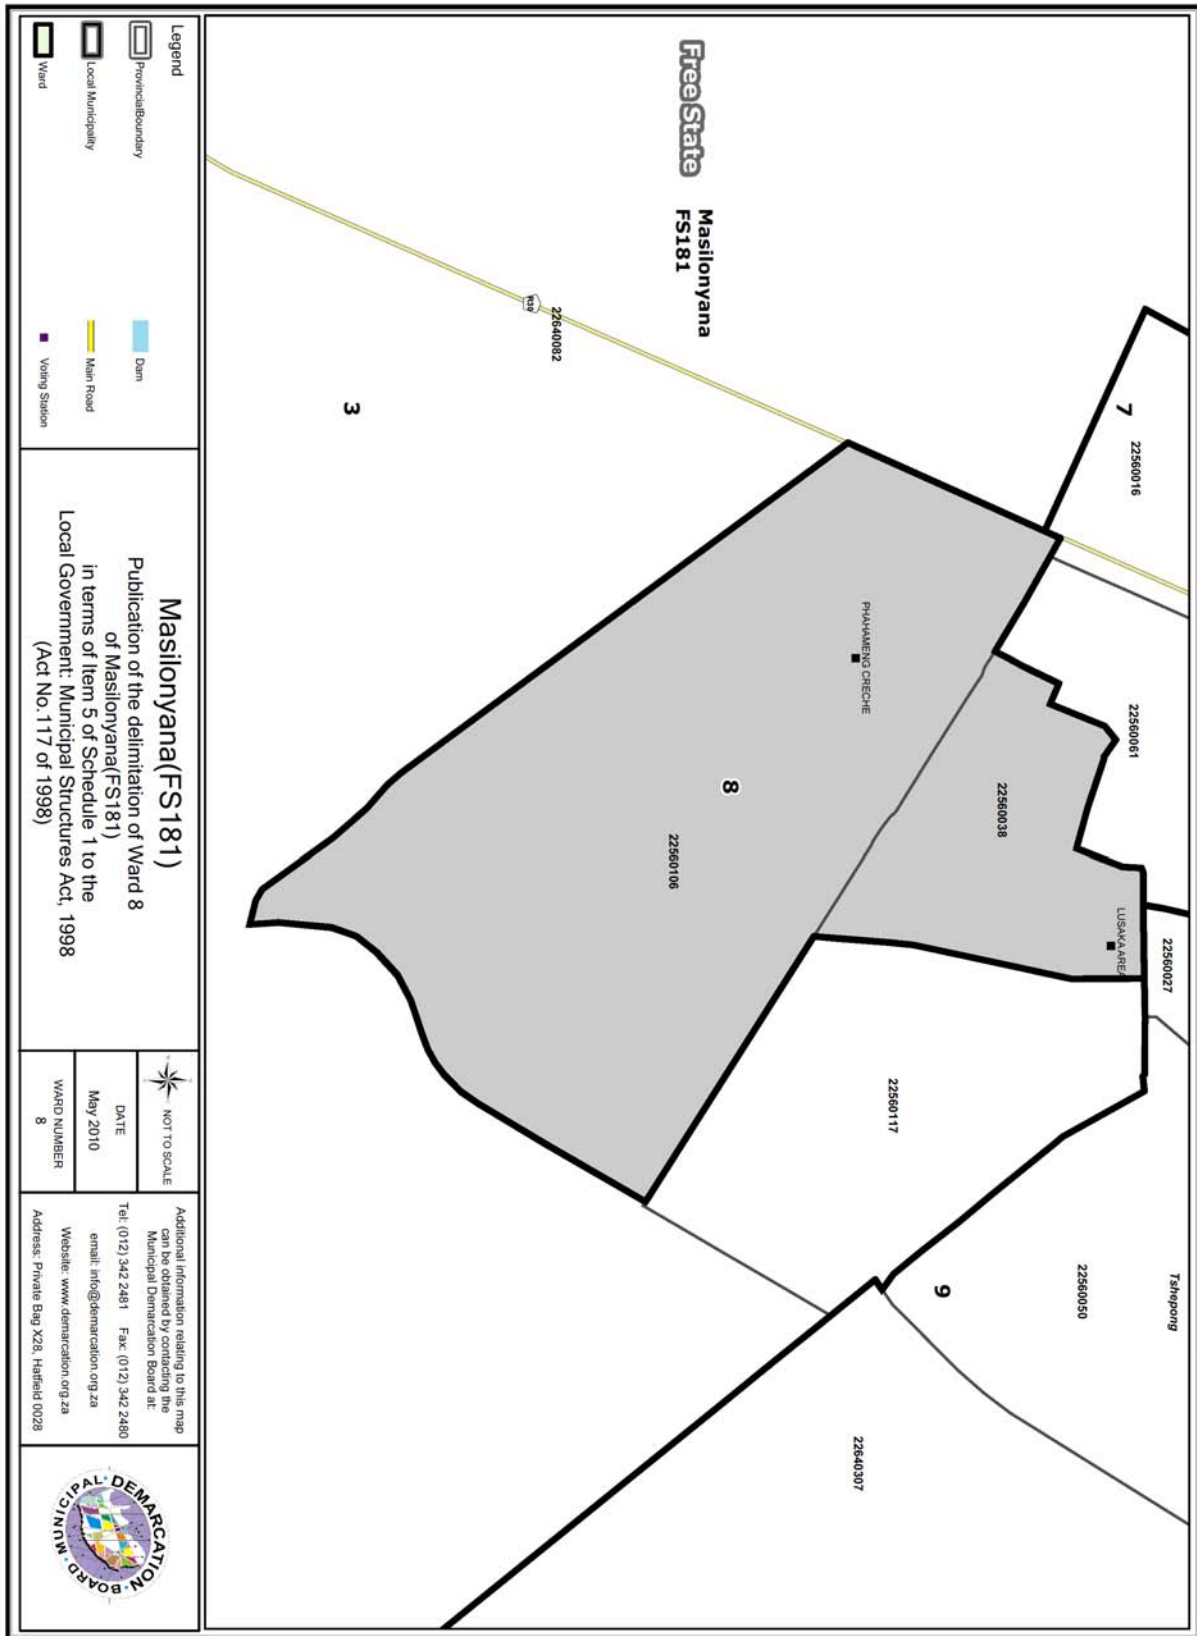 Tshepong
22560016
7
22560061
22560027
22560050
LUSAKA AREA
22560038
22560117
9
22640307
Free State
Masilonyana
FS181
22640082
R30
PHAHAMENG CRECHE
8
22560106
3
Legend
ProvincialBoundary
Local Municipality
Ward
Dam
Main Road
Voting Station
Masilonyana(FS181)
Publication of the delimitation of Ward 8
of Masilonyana(FS181)
in terms of Item 5 of Schedule 1 to the
Local Government: Municipal Structures Act, 1998
(Act No.117 of 1998)
NOT TO SCALE
DATE
May 2010
WARD NUMBER
8
Additional information relating to this map
can be obtained by contacting the
Municipal Demarcation Board at:
Tel: (012) 342 2481 Fax: (012) 342 2480
email: info@demarcation.org.za
Website: www.demarcation.org.za
Address: Private Bag X28, Hatfield 0028
MUNICIPAL DEMARCATION BOARD